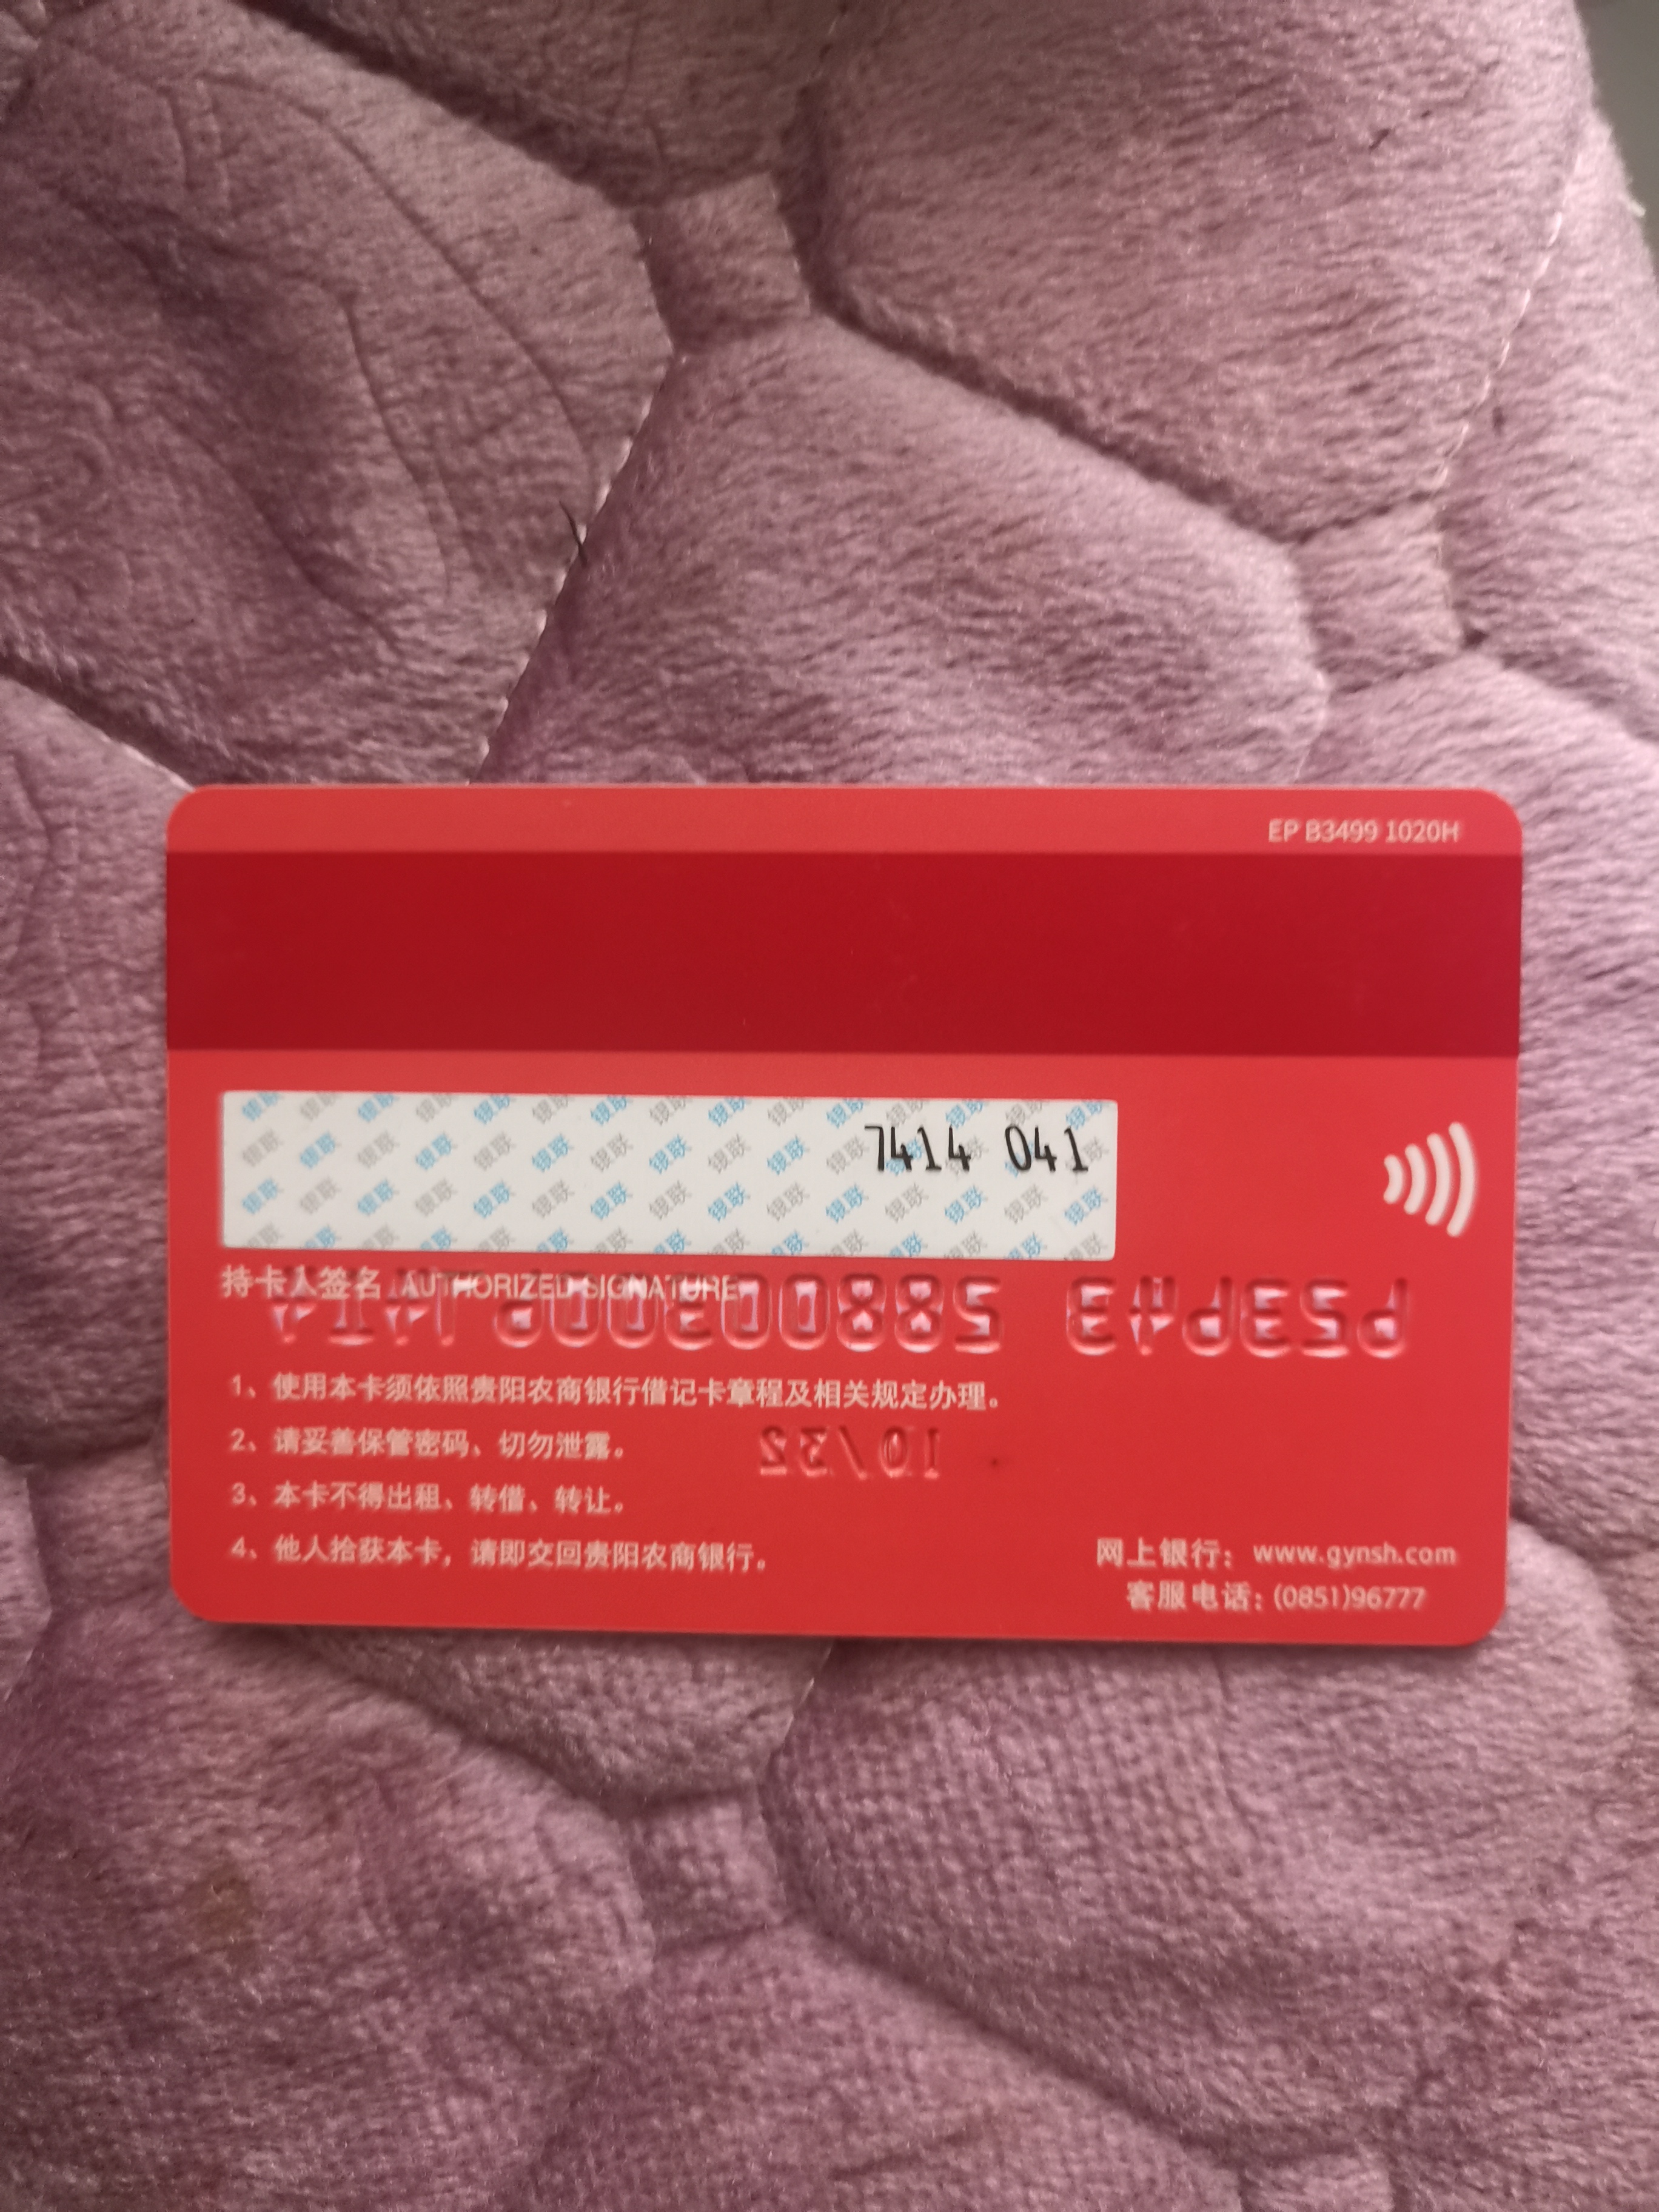 EP B3499 1020H
7414 041
持卡人签名 AUTHORIZED SIGNATURE
1、使用本卡须依照贵阳农商银行借记卡章程及相关规定办理。
2、请妥善保管密码、切勿泄露。
10/32
3、本卡不得出租、转借、转让。
4、他人拾获本卡，请即交回贵阳农商银行。
网上银行：www.gynsh.com
客服电话：(0851)96777